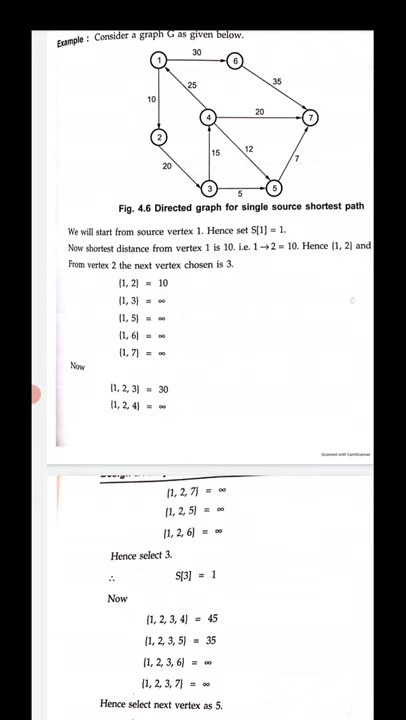 Example : Consider a graph G as given below.
30
1
6
25
35
10
4
20
7
2
15
12
7
20
3
5
5
Fig. 4.6 Directed graph for single source shortest path
We will start from source vertex 1. Hence set S[1] = 1.
Now shortest distance from vertex 1 is 10. i.e. 1→2 = 10. Hence {1, 2} and
From vertex 2 the next vertex chosen is 3.
{1, 2} = 10
{1, 3} = ∞
{1, 5} = ∞
{1, 6} = ∞
{1, 7} = ∞
Now
{1, 2, 3} = 30
{1, 2, 4} = ∞
Scanned with CamScanner
{1, 2, 7} = ∞
{1, 2, 5} = ∞
{1, 2, 6} = ∞
Hence select 3.
∴ S[3] = 1
Now
{1, 2, 3, 4} = 45
{1, 2, 3, 5} = 35
{1, 2, 3, 6} = ∞
{1, 2, 3, 7} = ∞
Hence select next vertex as 5.